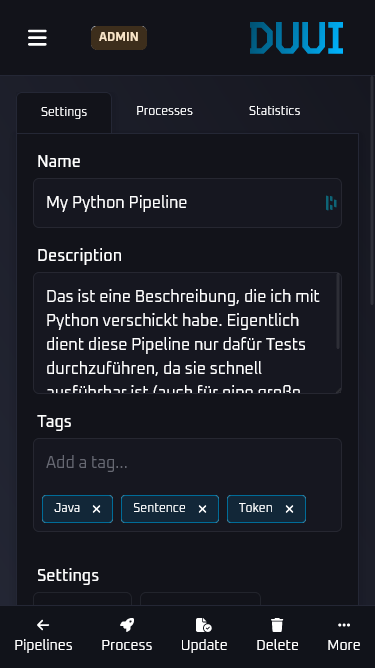 ADMIN
DUUI
Settings
Processes
Statistics
Name
My Python Pipeline
Description
Das ist eine Beschreibung, die ich mit
Python verschickt habe. Eigentlich
dient diese Pipeline nur dafür Tests
durchzuführen, da sie schnell
ausführbar ist (auch für eine große
Tags
Add a tag...
Java
Sentence
Token
Settings
Pipelines
Process
Update
Delete
More